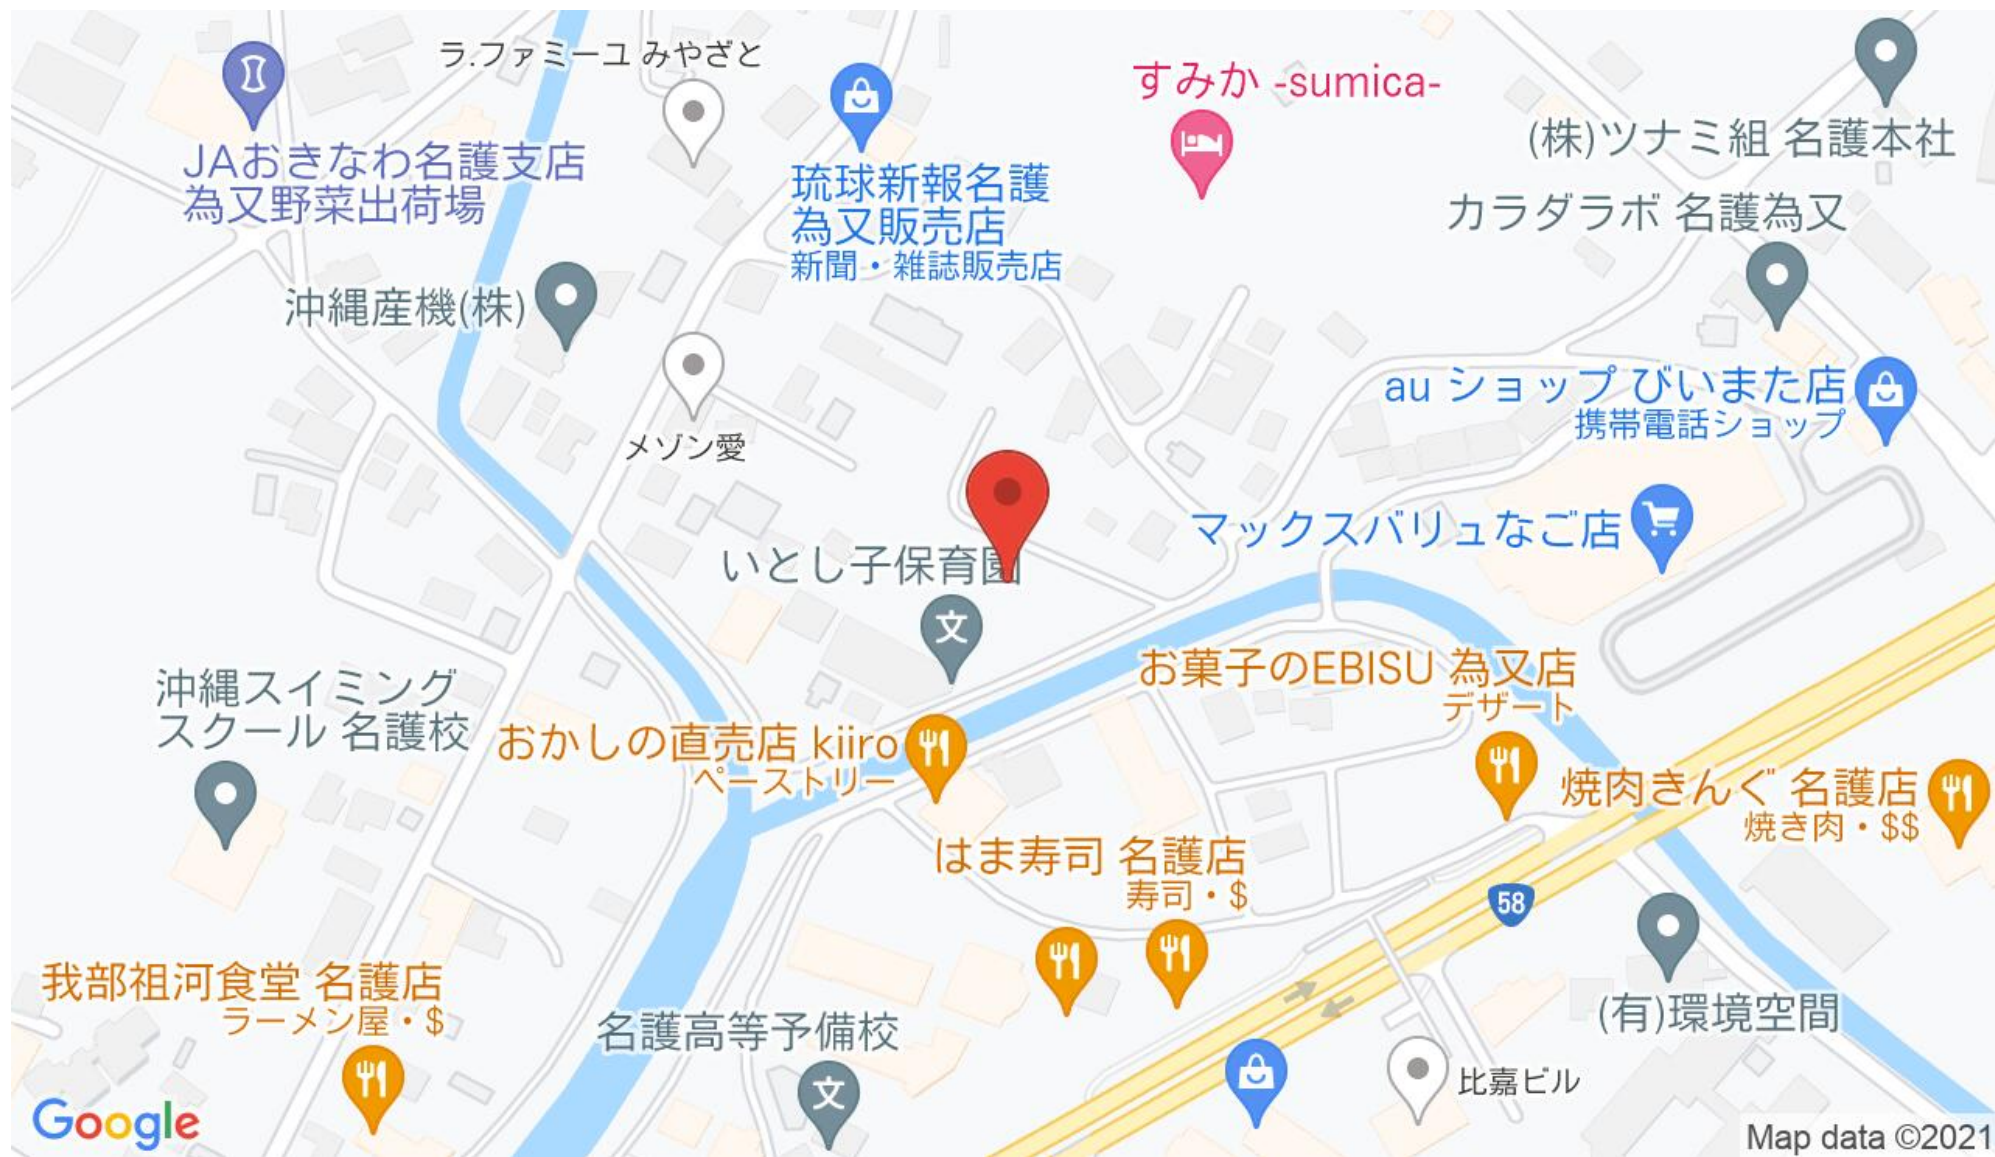 ラ.ファミーユ みやざと
すみか -sumica-
JAおきなわ名護支店
為又野菜出荷場
琉球新報名護
為又販売店
新聞・雑誌販売店
(株)ツナミ組 名護本社
カラダラボ 名護為又
沖縄産機(株)
メゾン愛
au ショップ びいまた店
携帯電話ショップ
マックスバリュなご店
いとし子保育園
文
お菓子のEBISU 為又店
デザート
沖縄スイミング
スクール 名護校
おかしの直売店 kiiro
ペーストリー
焼肉きんぐ 名護店
焼き肉・$$
はま寿司 名護店
寿司・$
58
我部祖河食堂 名護店
ラーメン屋・$
名護高等予備校
文
(有)環境空間
比嘉ビル
Google
Map data ©2021